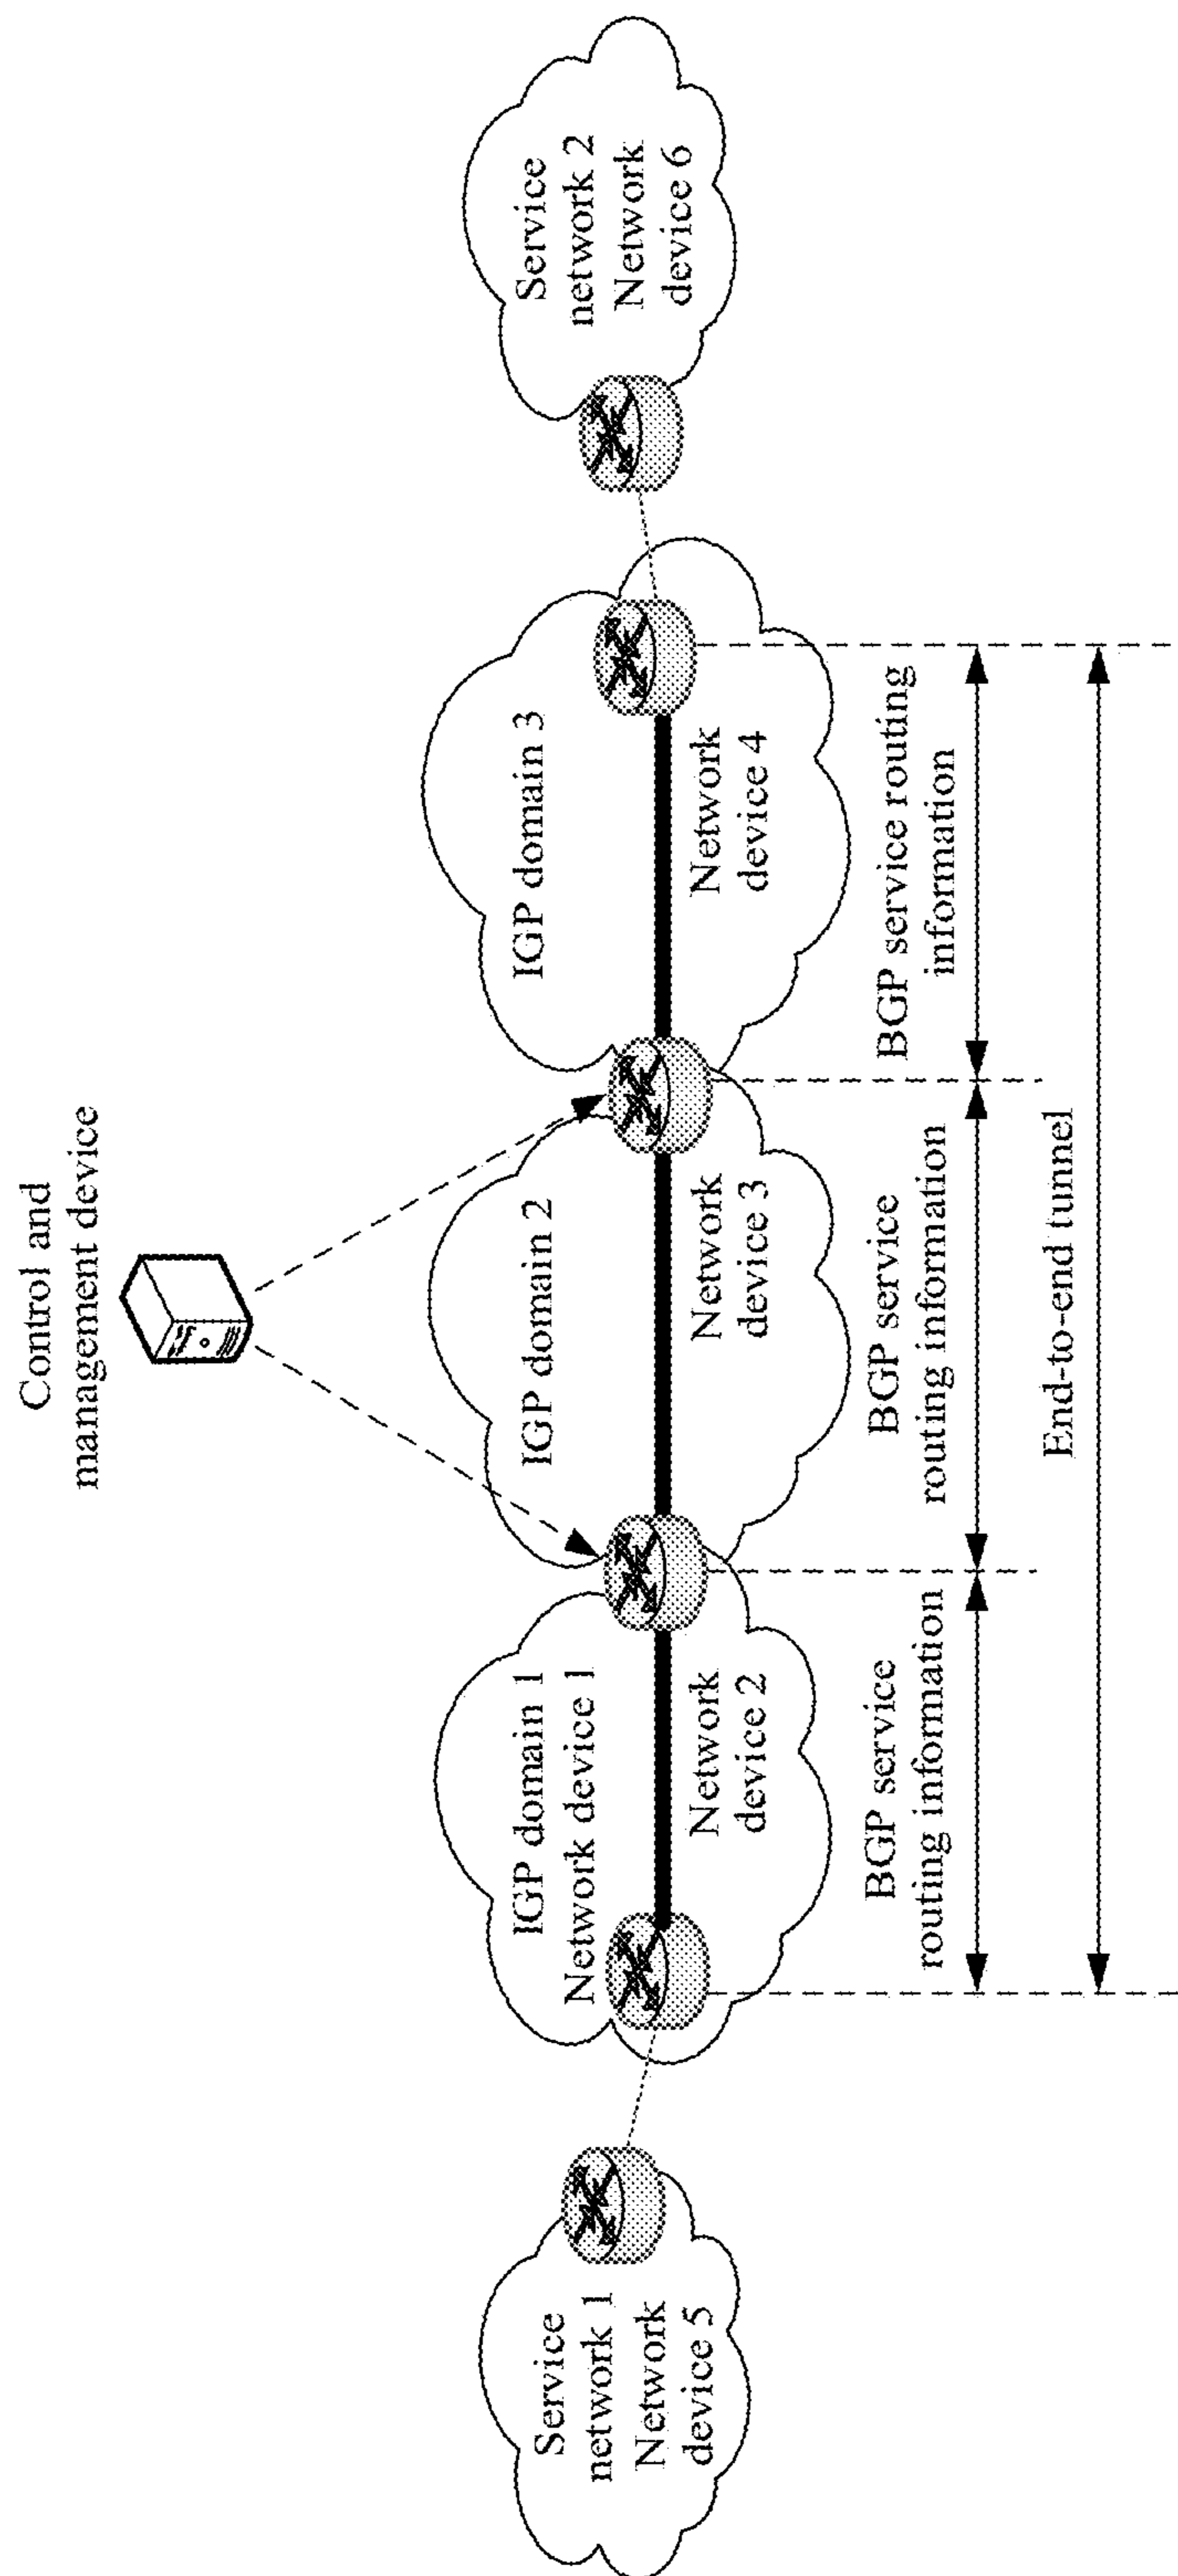 Control and
management device
Service
network 1
Network
device 5
IGP domain 1
Network device 1
Network
device 2
IGP domain 2
Network
device 3
IGP domain 3
Network
device 4
Service
network 2
Network
device 6
BGP service
routing information
BGP service
routing information
BGP service routing
information
End-to-end tunnel